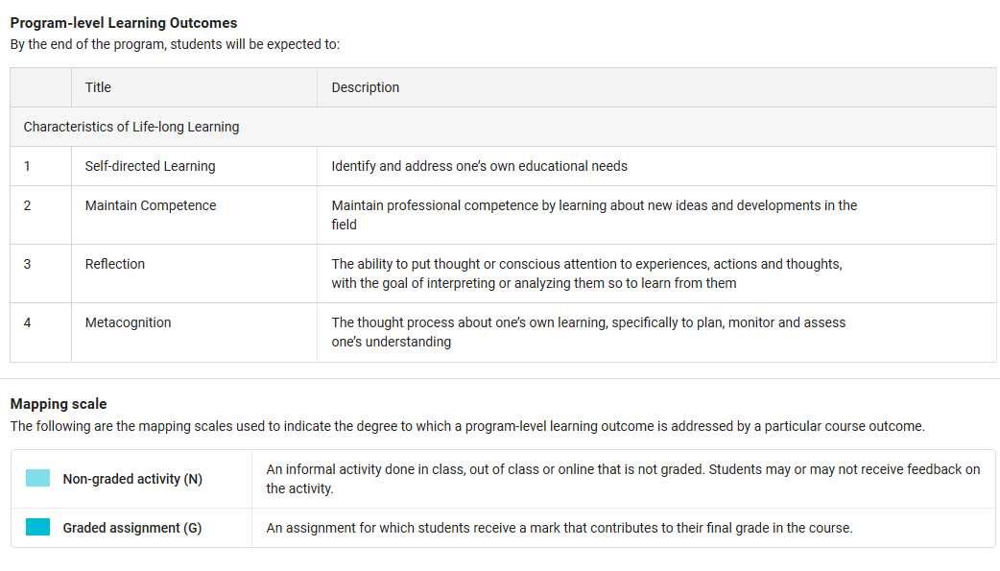 Program-level Learning Outcomes
By the end of the program, students will be expected to:
Title Description
Characteristics of Life-long Learning
1 Self-directed Learning Identify and address one’s own educational needs
2 Maintain Competence Maintain professional competence by learning about new ideas and developments in the
field
3 Reflection The ability to put thought or conscious attention to experiences, actions and thoughts,
with the goal of interpreting or analyzing them so to learn from them
4 Metacognition The thought process about one’s own learning, specifically to plan, monitor and assess
one’s understanding
Mapping scale
The following are the mapping scales used to indicate the degree to which a program-level learning outcome is addressed by a particular course outcome.
Non-graded activity (N) An informal activity done in class, out of class or online that is not graded. Students may or may not receive feedback on
the activity.
Graded assignment (G) An assignment for which students receive a mark that contributes to their final grade in the course.